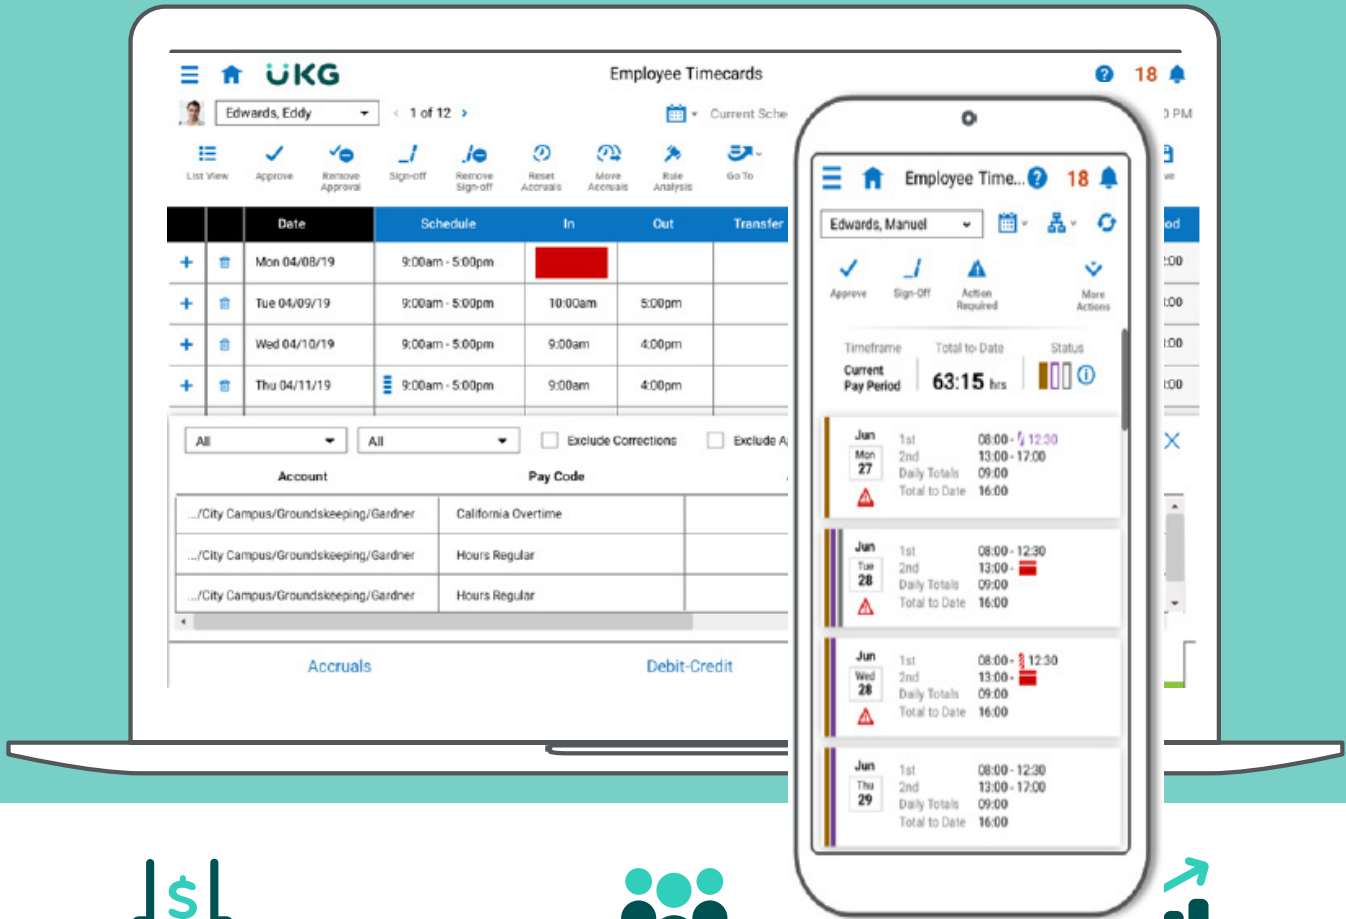 UKG
Employee Timecards
18
Edwards, Eddy
1 of 12
Current Sche
0 PM
List View
Approve
Remove Approval
Sign-off
Remove Sign-off
Reset Accruals
Move Accruals
Rule Analysis
Go To
Date Schedule In Out Transfer
od
Mon 04/08/19 9:00am - 5:00pm
Tue 04/09/19 9:00am - 5:00pm 10:00am 5:00pm
Wed 04/10/19 9:00am - 5:00pm 9:00am 4:00pm
Thu 04/11/19 9:00am - 5:00pm 9:00am 4:00pm
All
All
Exclude Corrections
Exclude A
Account Pay Code
.../City Campus/Groundskeeping/Gardner California Overtime
.../City Campus/Groundskeeping/Gardner Hours Regular
.../City Campus/Groundskeeping/Gardner Hours Regular
Accruals
Debit-Credit
Employee Time...
18
Edwards, Manuel
Approve
Sign-Off
Action Required
More Actions
Timeframe Total to-Date Status
Current
Pay Period
63:15 hrs
Jun
Mon
27
1st 08:00 - 12:30
2nd 13:00 - 17:00
Daily Totals 09:00
Total to Date 16:00
Jun
Tue
28
1st 08:00 - 12:30
2nd 13:00 -
Daily Totals 09:00
Total to Date 16:00
Jun
Wed
28
1st 08:00 - 12:30
2nd 13:00 -
Daily Totals 09:00
Total to Date 16:00
Jun
Thu
29
1st 08:00 - 12:30
2nd 13:00 - 17:00
Daily Totals 09:00
Total to Date 16:00
$